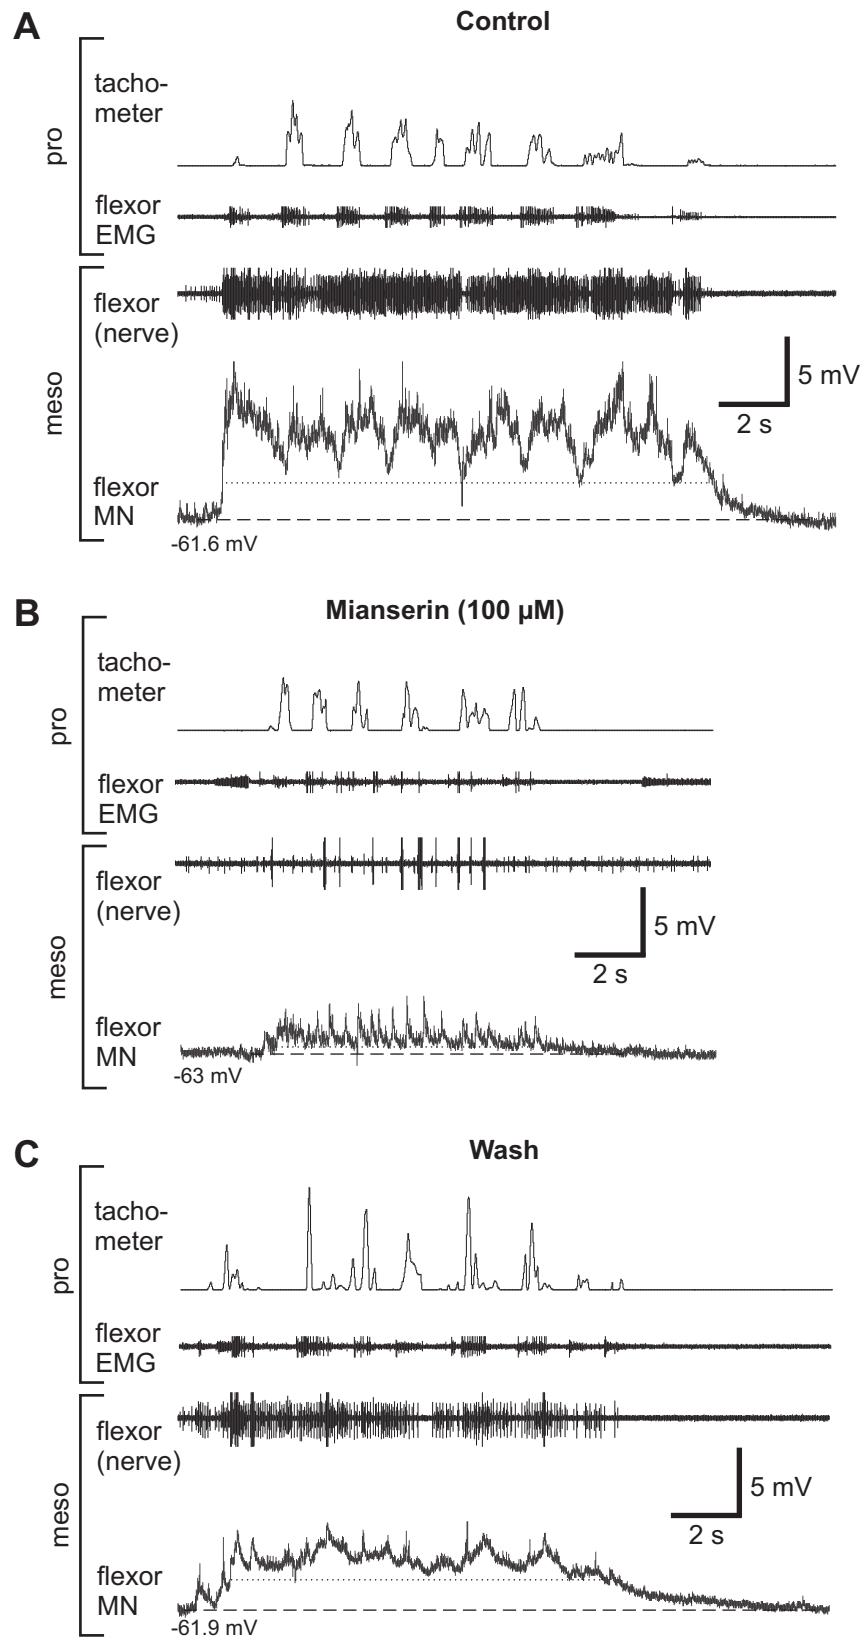 A
Control
pro
tacho-
meter
flexor
EMG
meso
flexor
(nerve)
5 mV
2 s
flexor
MN
-61.6 mV
B
Mianserin (100 µM)
pro
tacho-
meter
flexor
EMG
meso
flexor
(nerve)
5 mV
2 s
flexor
MN
-63 mV
C
Wash
pro
tacho-
meter
flexor
EMG
meso
flexor
(nerve)
5 mV
2 s
flexor
MN
-61.9 mV